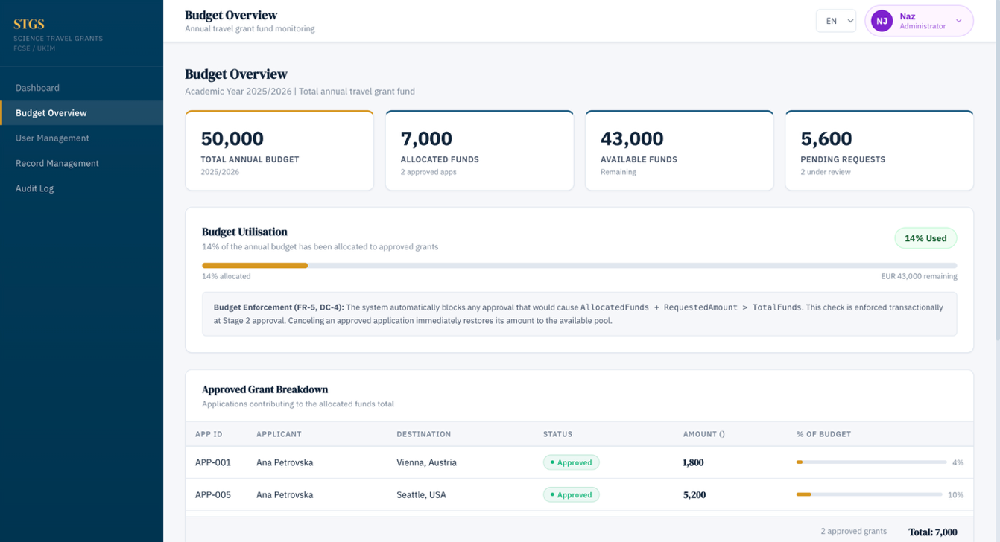 STGS
SCIENCE TRAVEL GRANTS
FCSE / UKIM
Dashboard
Budget Overview
User Management
Record Management
Audit Log
Budget Overview
Annual travel grant fund monitoring
EN
NJ
Naz
Administrator
Budget Overview
Academic Year 2025/2026 | Total annual travel grant fund
50,000
TOTAL ANNUAL BUDGET
2025/2026
7,000
ALLOCATED FUNDS
2 approved apps
43,000
AVAILABLE FUNDS
Remaining
5,600
PENDING REQUESTS
2 under review
Budget Utilisation
14% of the annual budget has been allocated to approved grants
14% Used
14% allocated
EUR 43,000 remaining
Budget Enforcement (FR-5, DC-4): The system automatically blocks any approval that would cause AllocatedFunds + RequestedAmount > TotalFunds. This check is enforced transactionally
at Stage 2 approval. Canceling an approved application immediately restores its amount to the available pool.
Approved Grant Breakdown
Applications contributing to the allocated funds total
APP ID APPLICANT DESTINATION STATUS AMOUNT () % OF BUDGET
APP-001 Ana Petrovska Vienna, Austria Approved 1,800 4%
APP-005 Ana Petrovska Seattle, USA Approved 5,200 10%
2 approved grants Total: 7,000